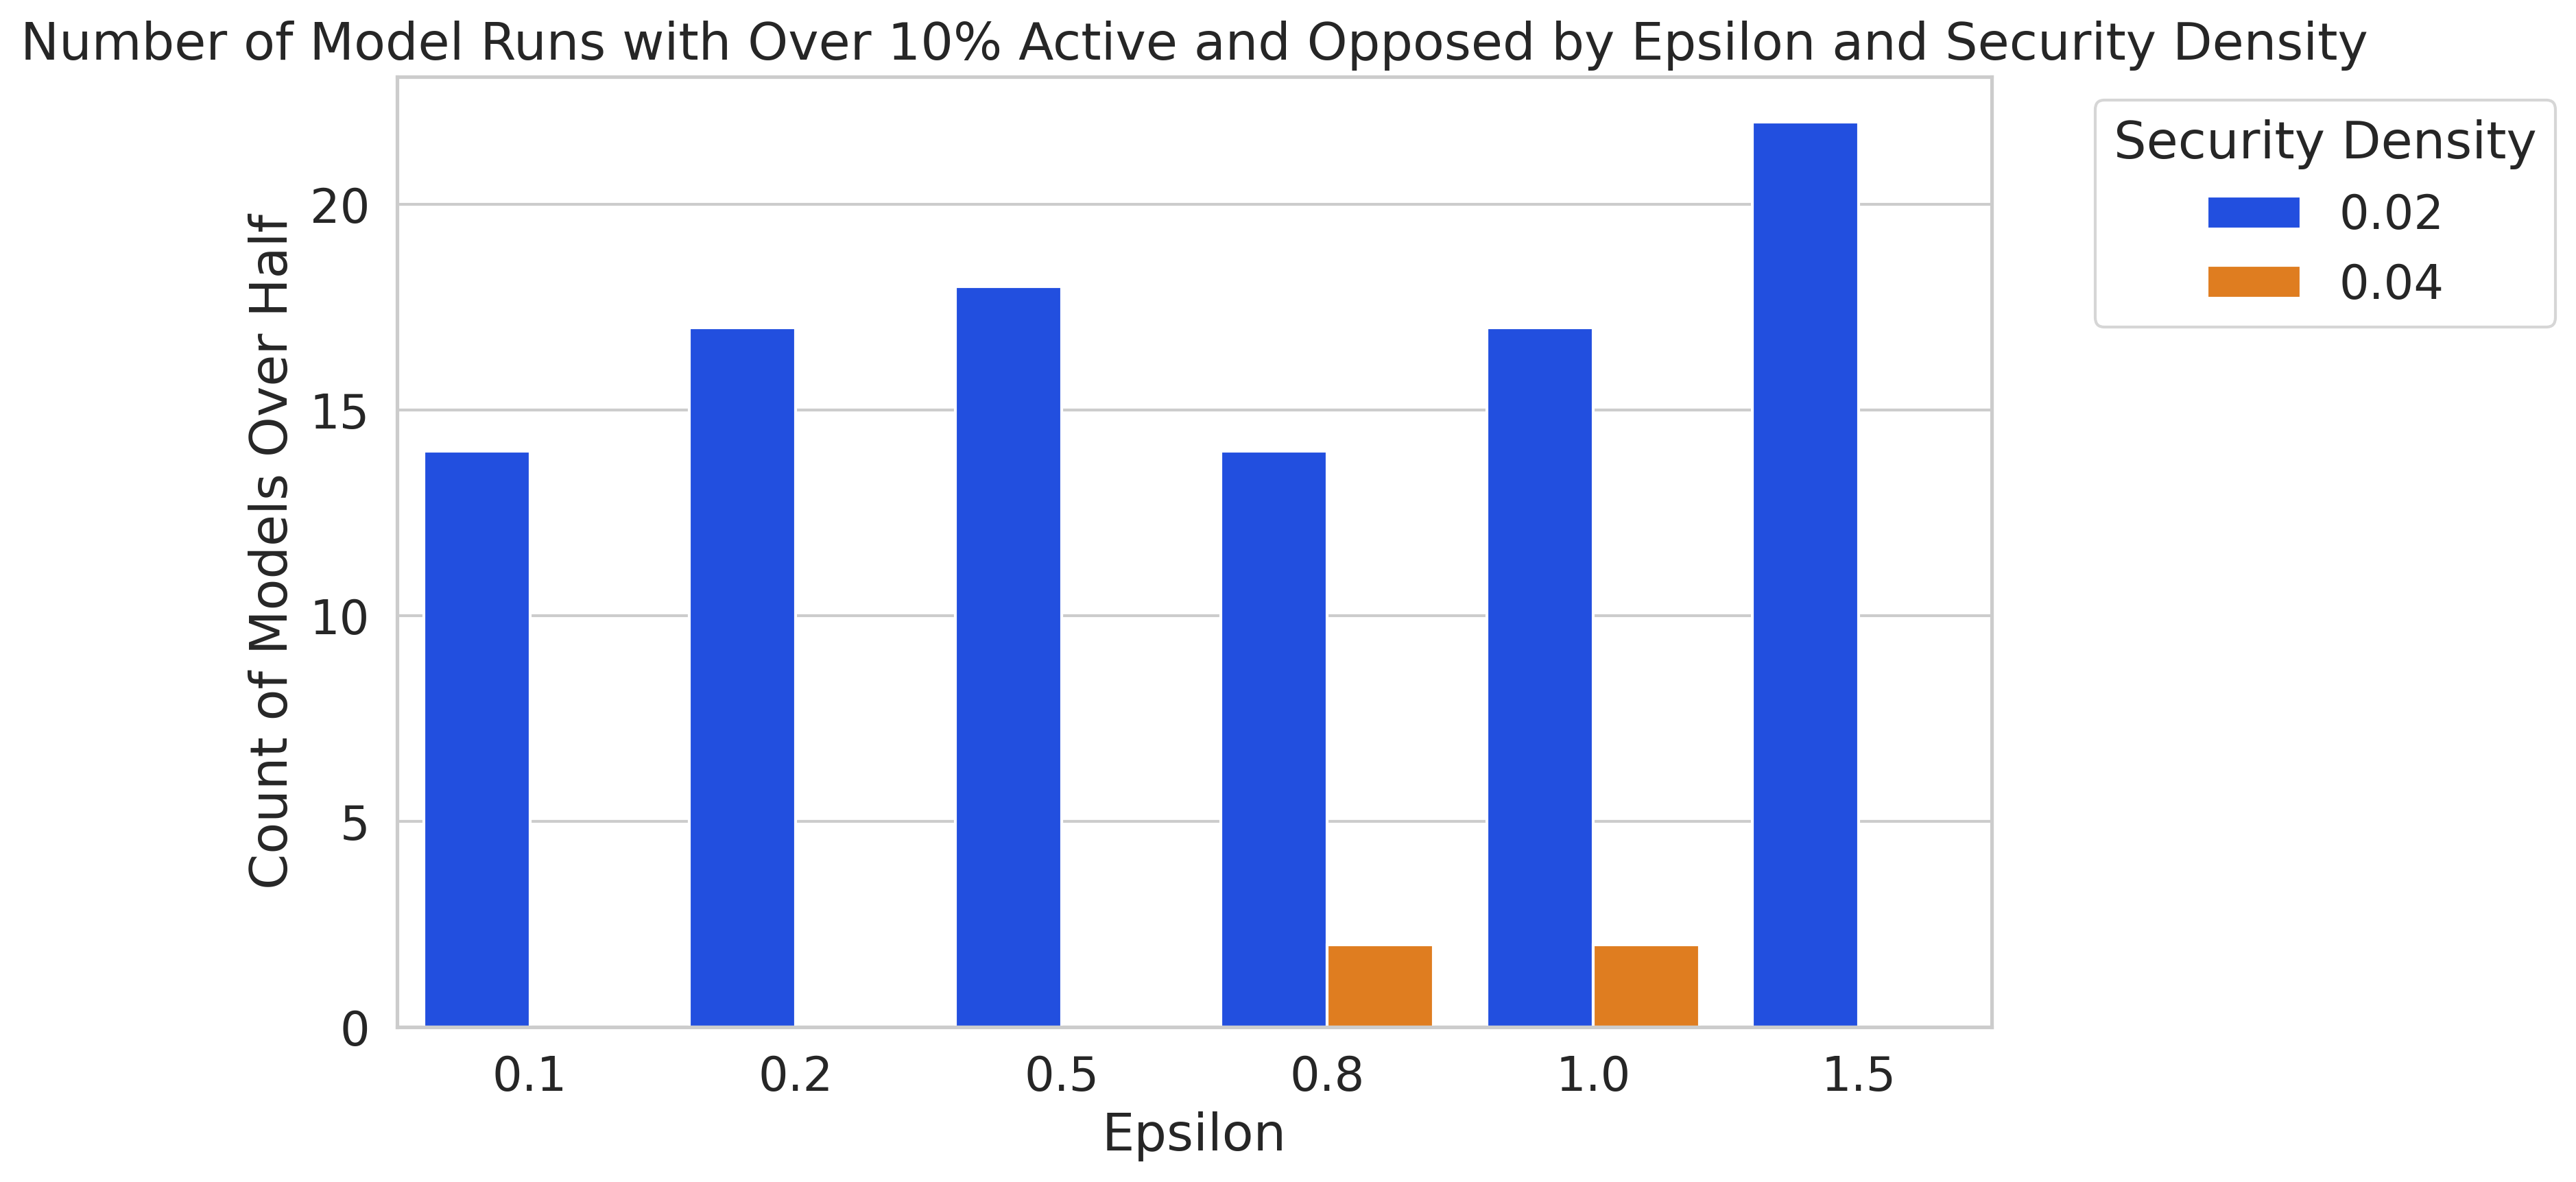 Number of Model Runs with Over 10% Active and Opposed by Epsilon and Security Density
Count of Models Over Half
20
15
10
5
0
0.1 0.2 0.5 0.8 1.0 1.5
Epsilon
Security Density
0.02
0.04